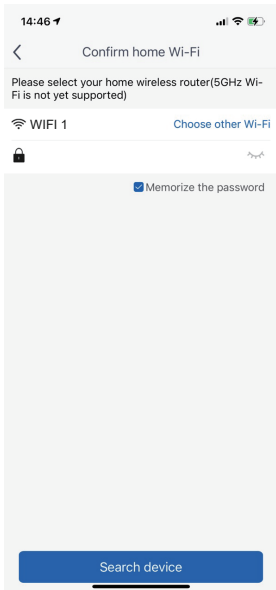 14:46
Confirm home Wi-Fi
Please select your home wireless router(5GHz Wi-
Fi is not yet supported)
WIFI 1 Choose other Wi-Fi
Memorize the password
Search device